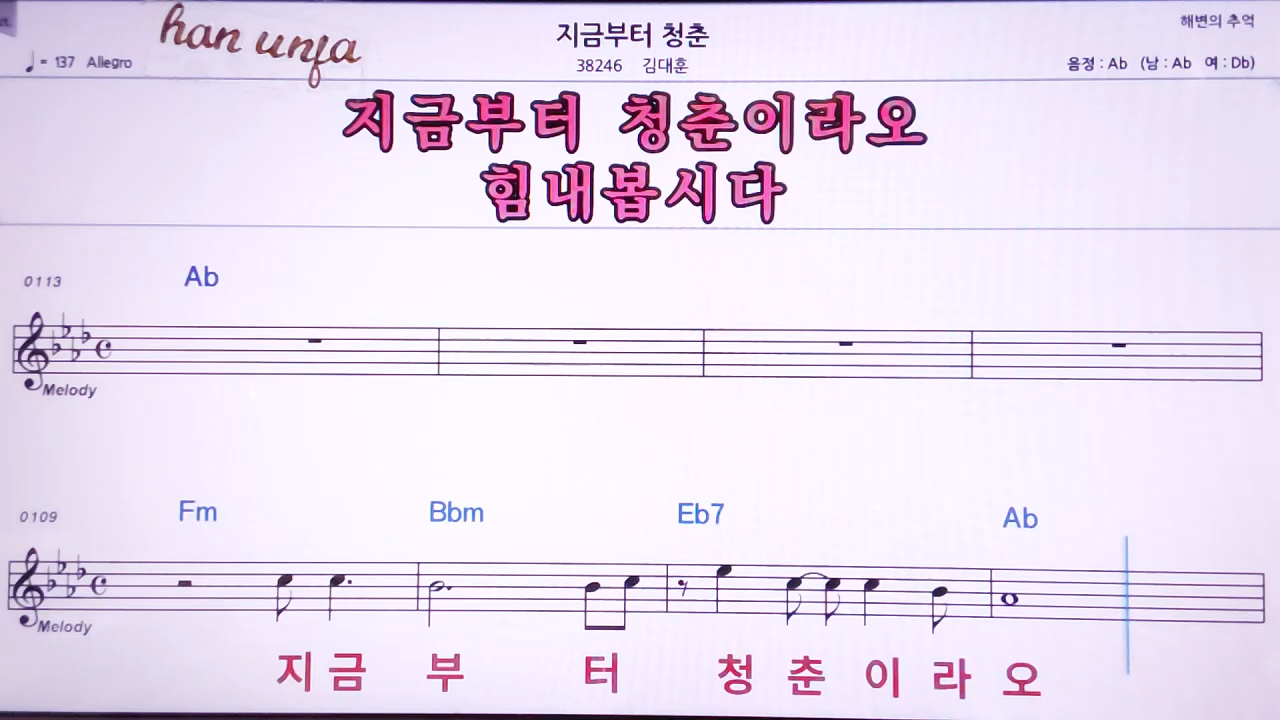 han unja
지금부터 청춘
해변의 추억
♩= 137 Allegro
38246 김대훈
음정 : Ab (남 : Ab 여 : Db)
지금부터 청춘이라오
힘내봅시다
0113 Ab
Melody
0109 Fm Bbm Eb7 Ab
Melody
지금 부 터 청 춘 이 라 오